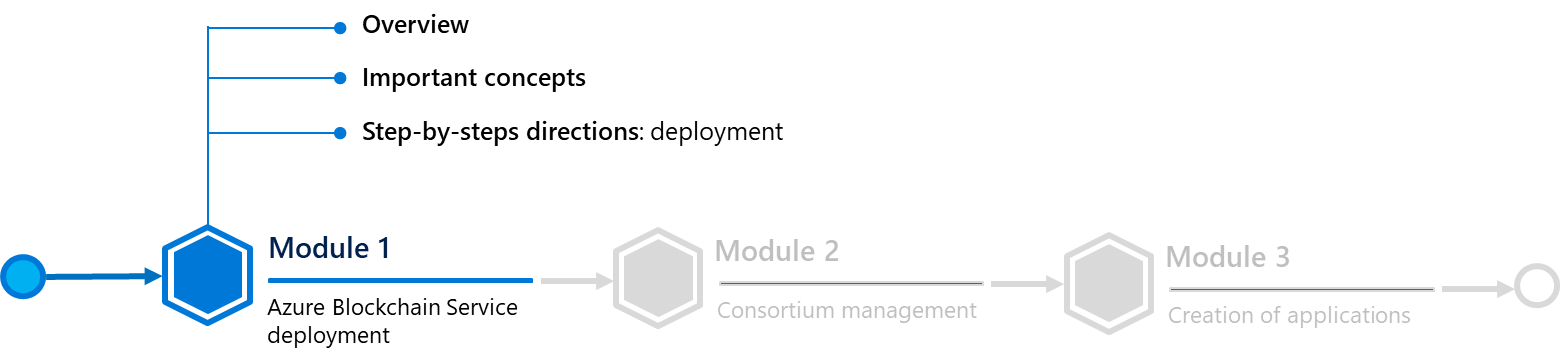 Overview
Important concepts
Step-by-steps directions: deployment
Module 1
Azure Blockchain Service
deployment
Module 2
Consortium management
Module 3
Creation of applications